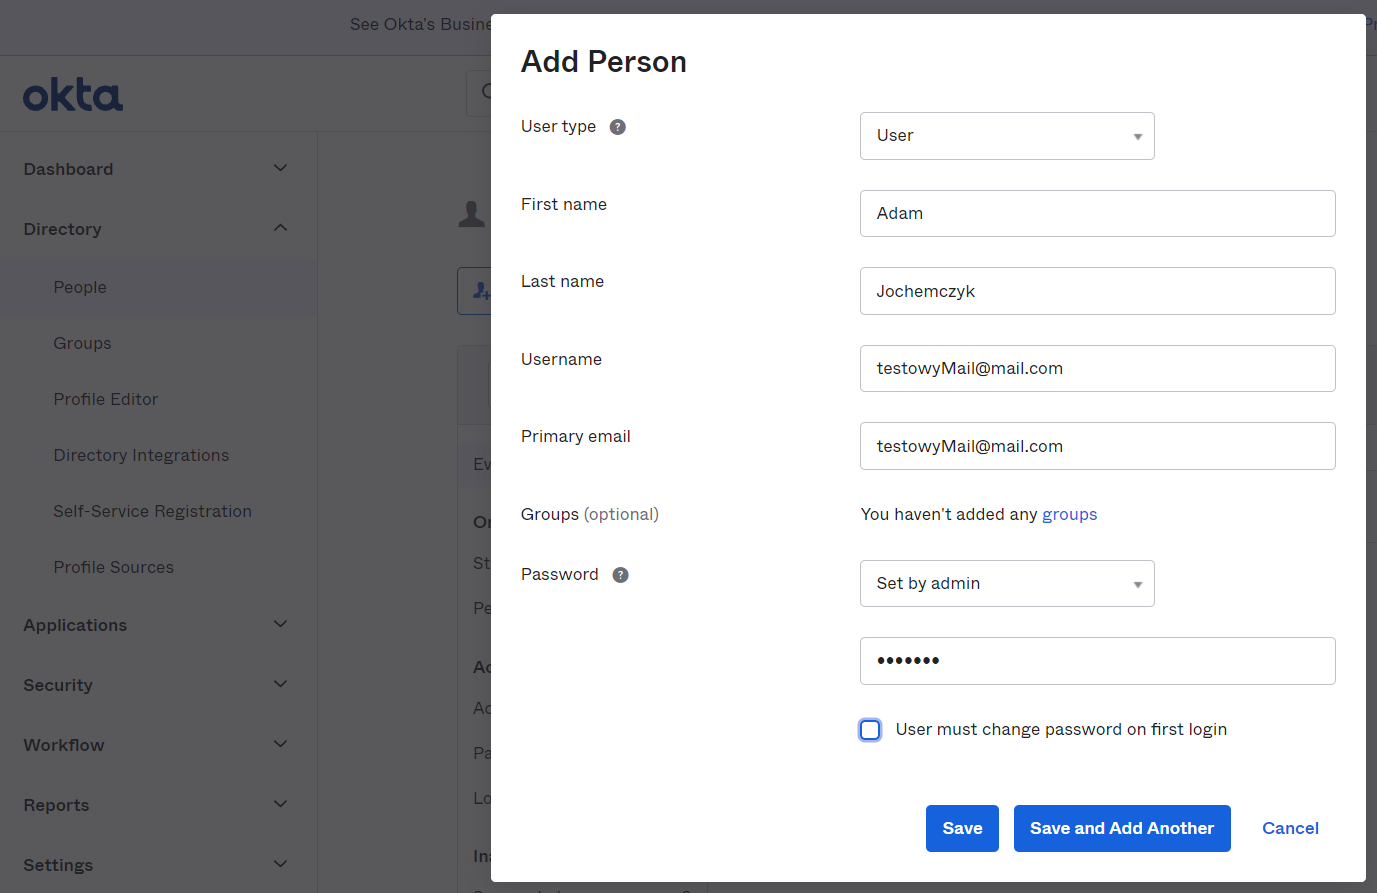 See Okta's Busine
okta
Dashboard
Directory
People
Groups
Profile Editor
Directory Integrations
Self-Service Registration
Profile Sources
Applications
Security
Workflow
Reports
Settings
Add Person
User type ?
User
First name
Adam
Last name
Jochemczyk
Username
testowyMail@mail.com
Primary email
testowyMail@mail.com
Groups (optional)
You haven't added any groups
Password ?
Set by admin
•••••••
User must change password on first login
Save
Save and Add Another
Cancel